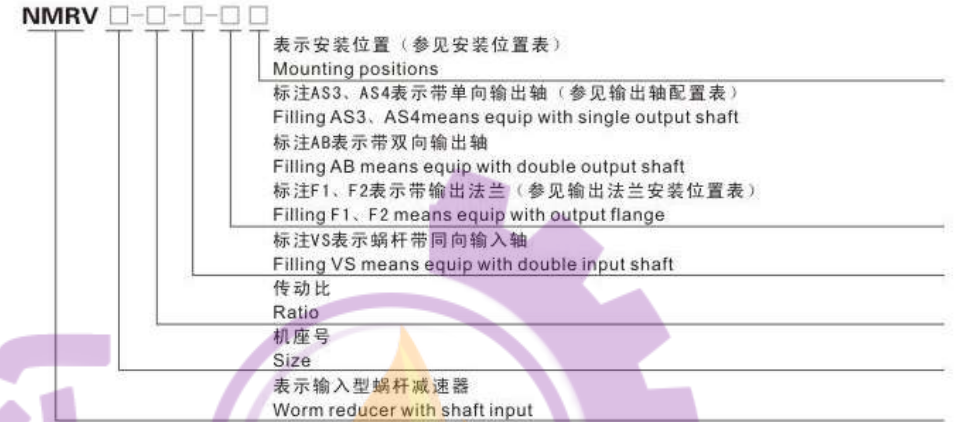 NMRV □-□-□-□ □
表示安装位置（参见安装位置表）
Mounting positions
标注AS3、AS4表示带单向输出轴（参见输出轴配置表）
Filling AS3、AS4means equip with single output shaft
标注AB表示带双向输出轴
Filling AB means equip with double output shaft
标注F1、F2表示带输出法兰（参见输出法兰安装位置表）
Filling F1、F2 means equip with output flange
标注VS表示蜗杆带同向输入轴
Filling VS means equip with double input shaft
传动比
Ratio
机座号
Size
表示输入型蜗杆减速器
Worm reducer with shaft input